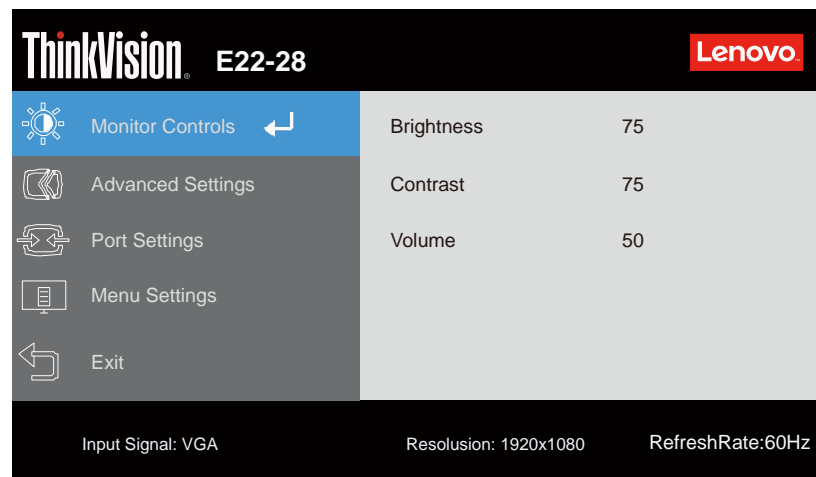 ThinkVision® E22-28 Lenovo™
Monitor Controls Brightness 75
Advanced Settings Contrast 75
Port Settings Volume 50
Menu Settings
Exit
Input Signal: VGA Resolusion: 1920x1080 RefreshRate:60Hz